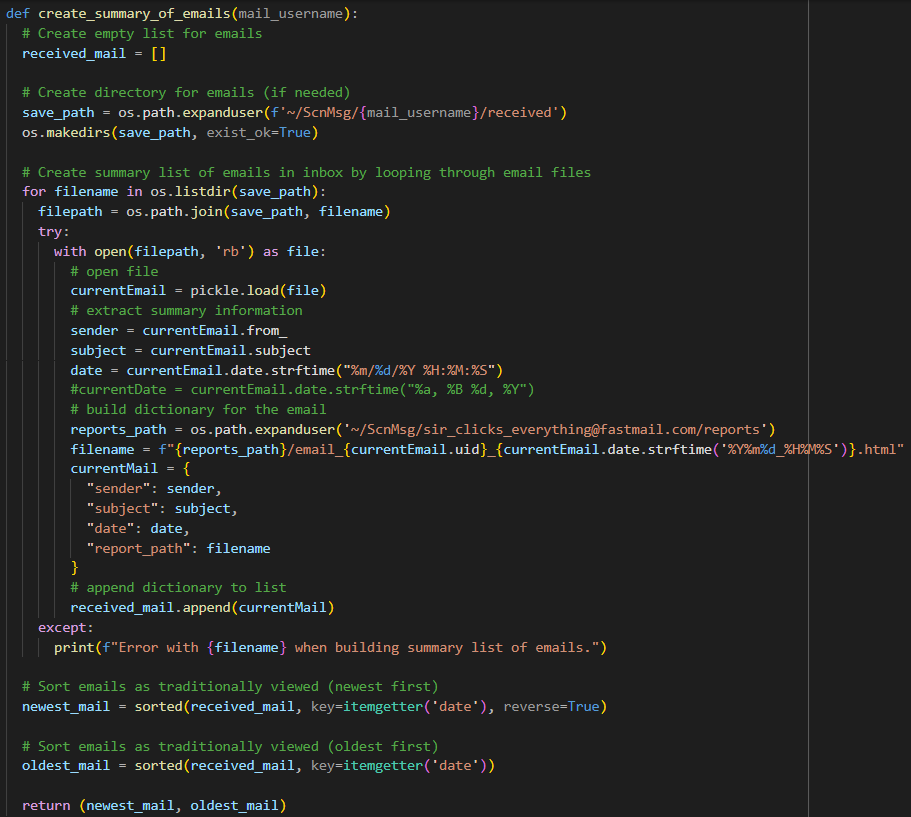 def create_summary_of_emails(mail_username):
  # Create empty list for emails
  received_mail = []

  # Create directory for emails (if needed)
  save_path = os.path.expanduser(f'~/ScnMsg/{mail_username}/received')
  os.makedirs(save_path, exist_ok=True)

  # Create summary list of emails in inbox by looping through email files
  for filename in os.listdir(save_path):
    filepath = os.path.join(save_path, filename)
    try:
      with open(filepath, 'rb') as file:
        # open file
        currentEmail = pickle.load(file)
        # extract summary information
        sender = currentEmail.from_
        subject = currentEmail.subject
        date = currentEmail.date.strftime("%m/%d/%Y %H:%M:%S")
        #currentDate = currentEmail.date.strftime("%a, %B %d, %Y")
        # build dictionary for the email
        reports_path = os.path.expanduser('~/ScnMsg/sir_clicks_everything@fastmail.com/reports')
        filename = f"{reports_path}/email_{currentEmail.uid}_{currentEmail.date.strftime('%Y%m%d_%H%M%S')}.html"
        currentMail = {
          "sender": sender,
          "subject": subject,
          "date": date,
          "report_path": filename
        }
        # append dictionary to list
        received_mail.append(currentMail)
    except:
      print(f"Error with {filename} when building summary list of emails.")

  # Sort emails as traditionally viewed (newest first)
  newest_mail = sorted(received_mail, key=itemgetter('date'), reverse=True)

  # Sort emails as traditionally viewed (oldest first)
  oldest_mail = sorted(received_mail, key=itemgetter('date'))

  return (newest_mail, oldest_mail)